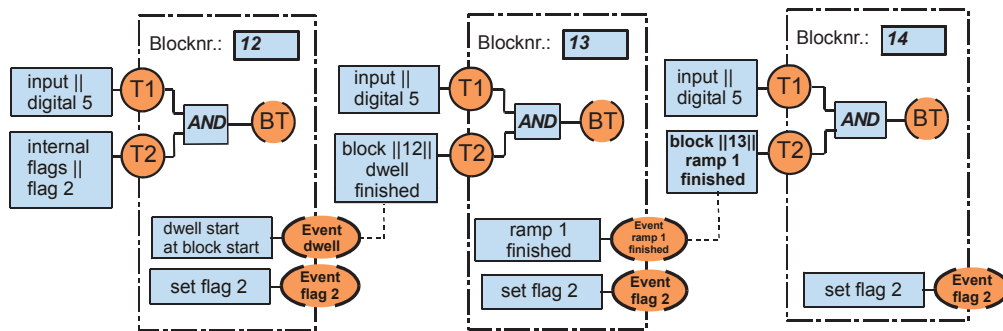 Blocknr.: 12
input ||
digital 5
T1
AND
BT
internal
flags ||
flag 2
T2
dwell start
at block start
Event
dwell
set flag 2
Event
flag 2
Blocknr.: 13
input ||
digital 5
T1
AND
BT
block ||12||
dwell
finished
T2
ramp 1
finished
Event
ramp 1
finished
set flag 2
Event
flag 2
Blocknr.: 14
input ||
digital 5
T1
AND
BT
block ||13||
ramp 1
finished
T2
set flag 2
Event
flag 2